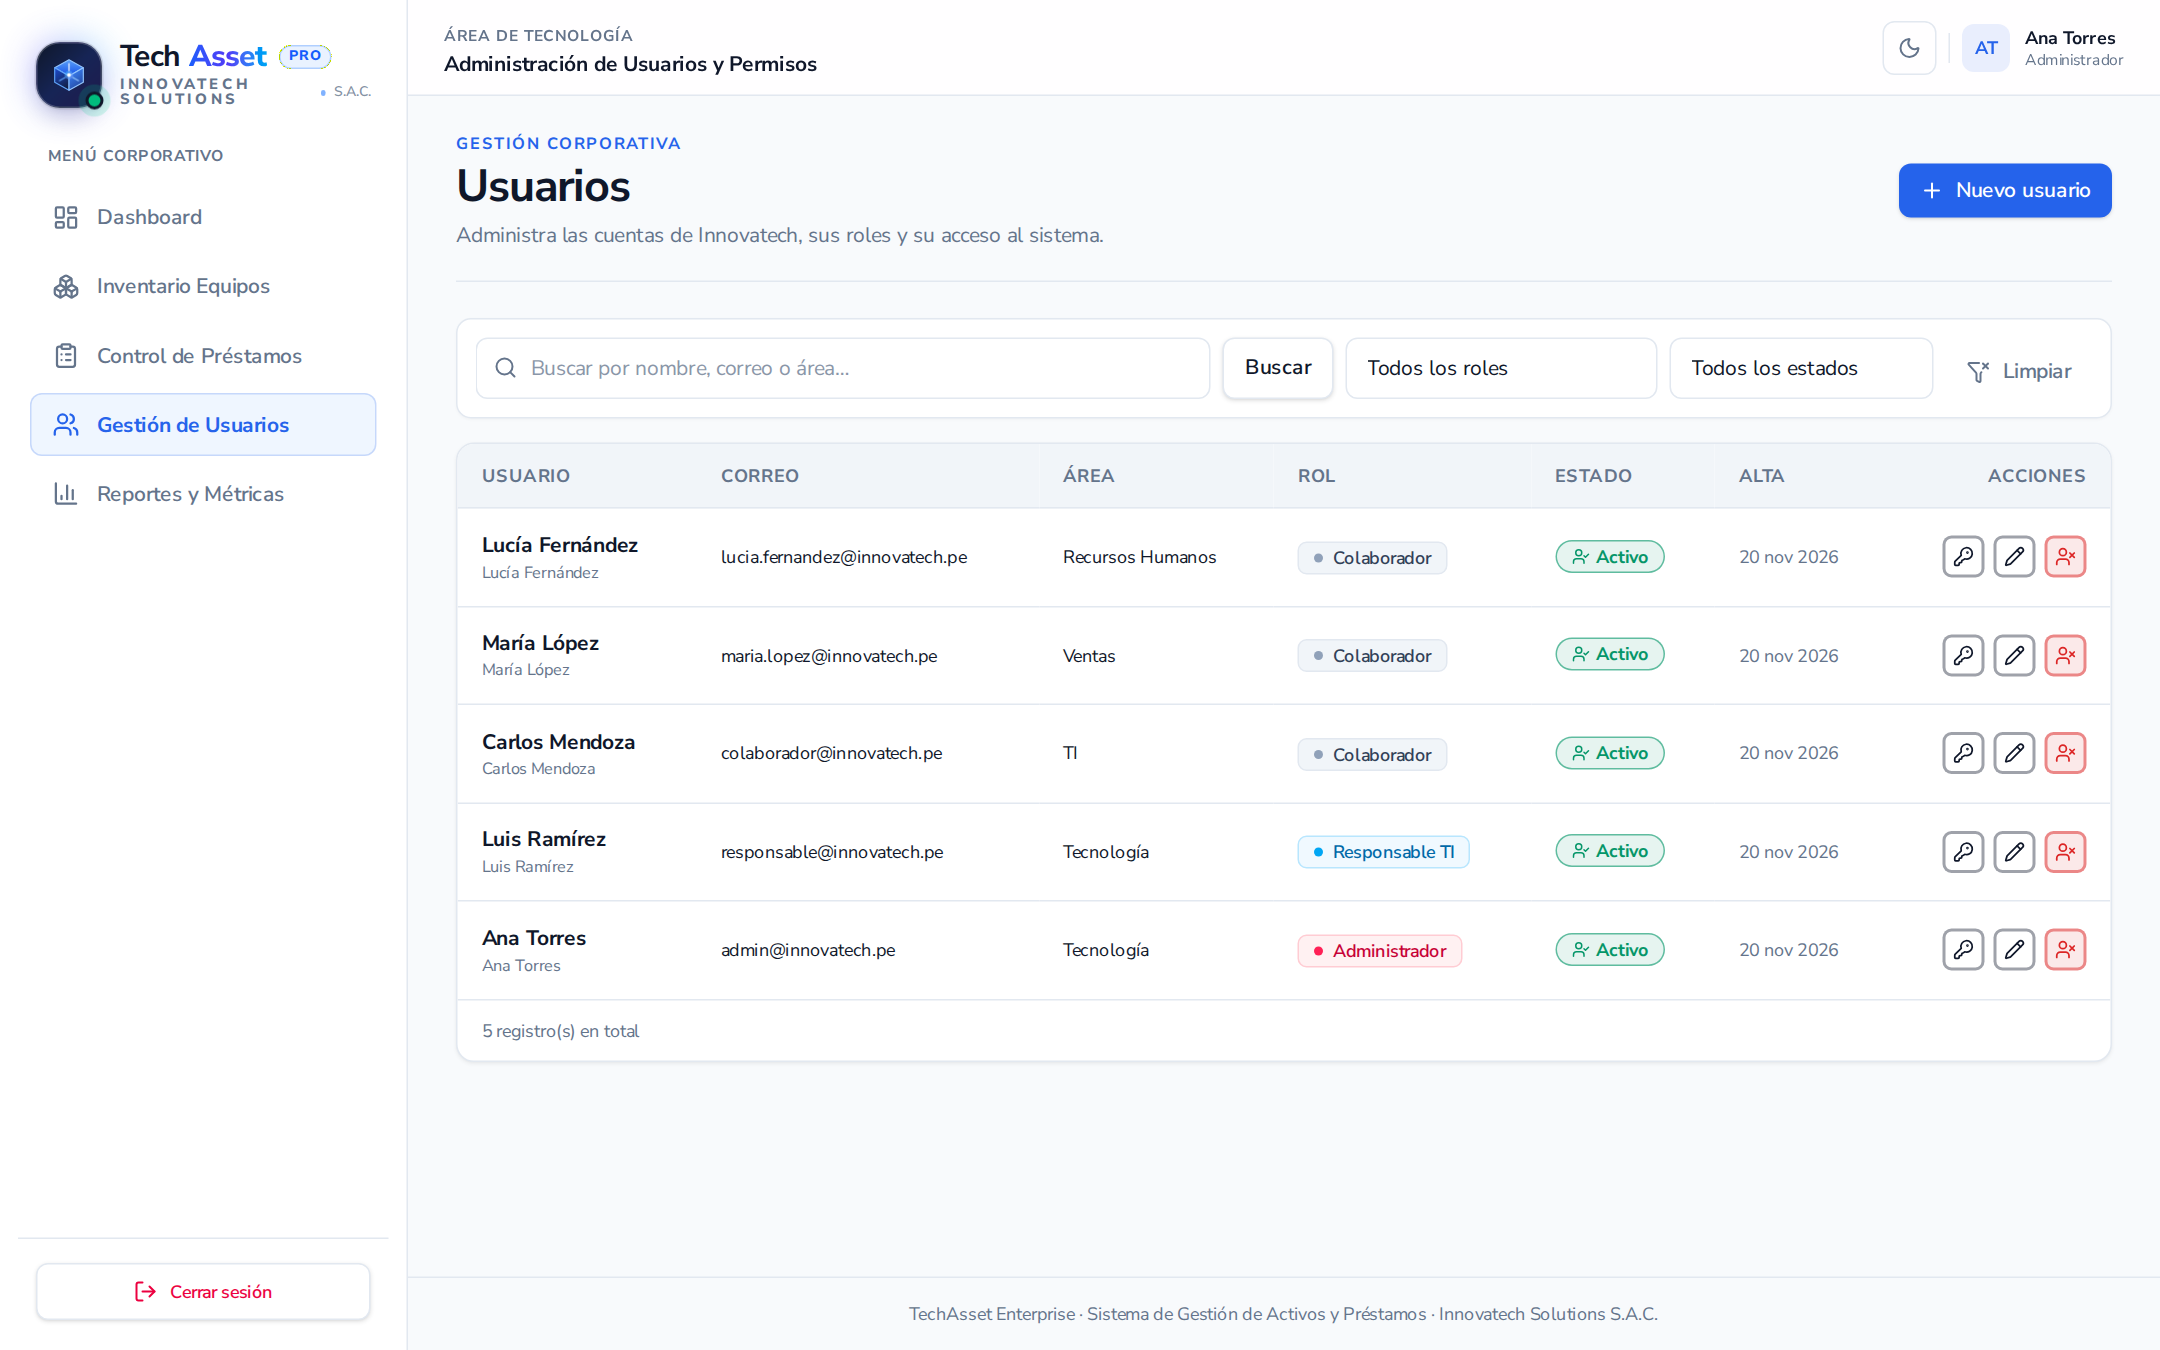 Tech Asset PRO
INNOVATECH SOLUTIONS
S.A.C.
MENÚ CORPORATIVO
Dashboard
Inventario Equipos
Control de Préstamos
Gestión de Usuarios
Reportes y Métricas
Cerrar sesión
ÁREA DE TECNOLOGÍA
Administración de Usuarios y Permisos
AT
Ana Torres
Administrador
GESTIÓN CORPORATIVA
Usuarios
Administra las cuentas de Innovatech, sus roles y su acceso al sistema.
Nuevo usuario
Buscar por nombre, correo o área...
Buscar
Todos los roles
Todos los estados
Limpiar
USUARIO CORREO ÁREA ROL ESTADO ALTA ACCIONES
Lucía Fernández
Lucía Fernández
lucia.fernandez@innovatech.pe Recursos Humanos Colaborador Activo 20 nov 2026
María López
María López
maria.lopez@innovatech.pe Ventas Colaborador Activo 20 nov 2026
Carlos Mendoza
Carlos Mendoza
colaborador@innovatech.pe TI Colaborador Activo 20 nov 2026
Luis Ramírez
Luis Ramírez
responsable@innovatech.pe Tecnología Responsable TI Activo 20 nov 2026
Ana Torres
Ana Torres
admin@innovatech.pe Tecnología Administrador Activo 20 nov 2026
5 registro(s) en total
TechAsset Enterprise · Sistema de Gestión de Activos y Préstamos · Innovatech Solutions S.A.C.